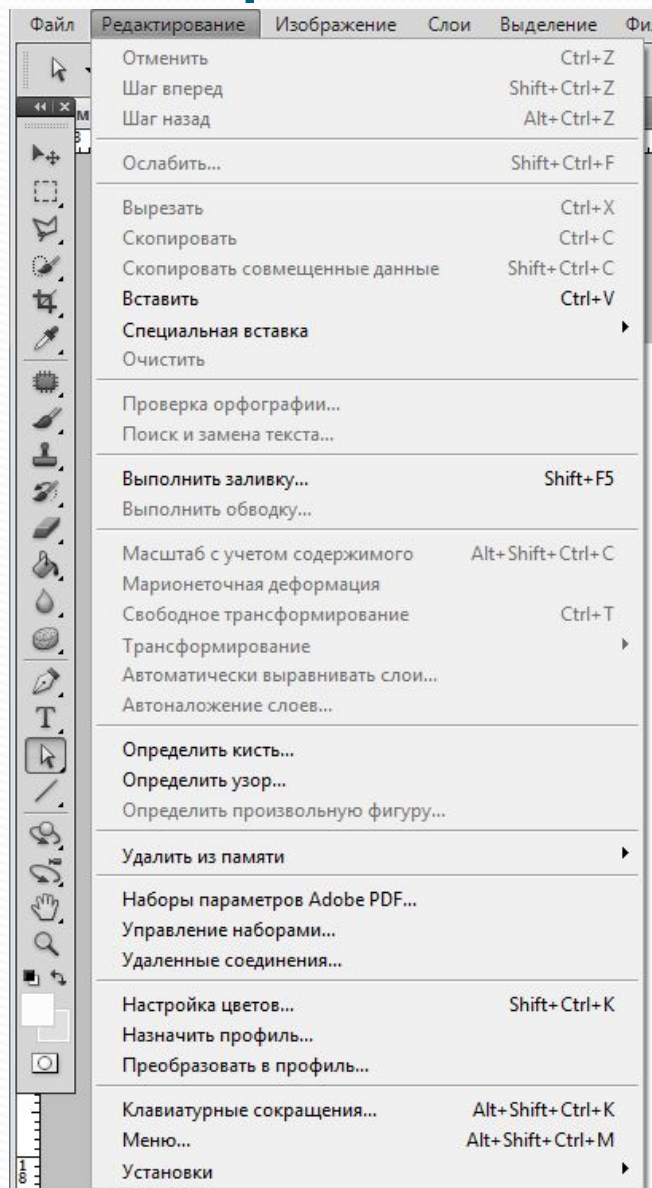 Файл Редактирование Изображение Слои Выделение
Отменить Ctrl+Z
Шаг вперед Shift+Ctrl+Z
Шаг назад Alt+Ctrl+Z
Ослабить... Shift+Ctrl+F
Вырезать Ctrl+X
Скопировать Ctrl+C
Скопировать совмещенные данные Shift+Ctrl+C
Вставить Ctrl+V
Специальная вставка
Очистить
Проверка орфографии...
Поиск и замена текста...
Выполнить заливку... Shift+F5
Выполнить обводку...
Масштаб с учетом содержимого Alt+Shift+Ctrl+C
Марионеточная деформация
Свободное трансформирование Ctrl+T
Трансформирование
Автоматически выравнивать слои...
Автоналожение слоев...
Определить кисть...
Определить узор...
Определить произвольную фигуру...
Удалить из памяти
Наборы параметров Adobe PDF...
Управление наборами...
Удаленные соединения...
Настройка цветов... Shift+Ctrl+K
Назначить профиль...
Преобразовать в профиль...
Клавиатурные сокращения... Alt+Shift+Ctrl+K
Меню... Alt+Shift+Ctrl+M
Установки